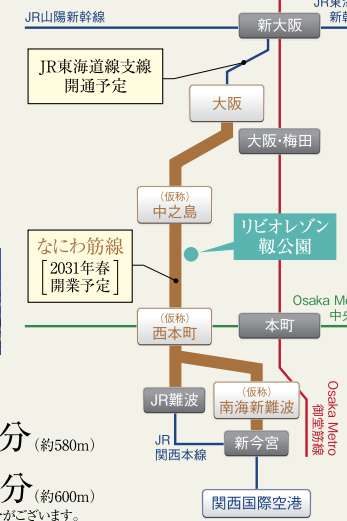 JR山陽新幹線
新大阪
JR東海道線支線
開通予定
大阪
大阪・梅田
（仮称）
中之島
リビオレゾン
靱公園
なにわ筋線
2031年春
開業予定
Osaka Me
中央
（仮称）
西本町
本町
JR難波
（仮称）
南海新難波
Osaka Metro
御堂筋線
分（約580m）
JR
関西本線
新今宮
分（約600m）
関西国際空港
がございます。